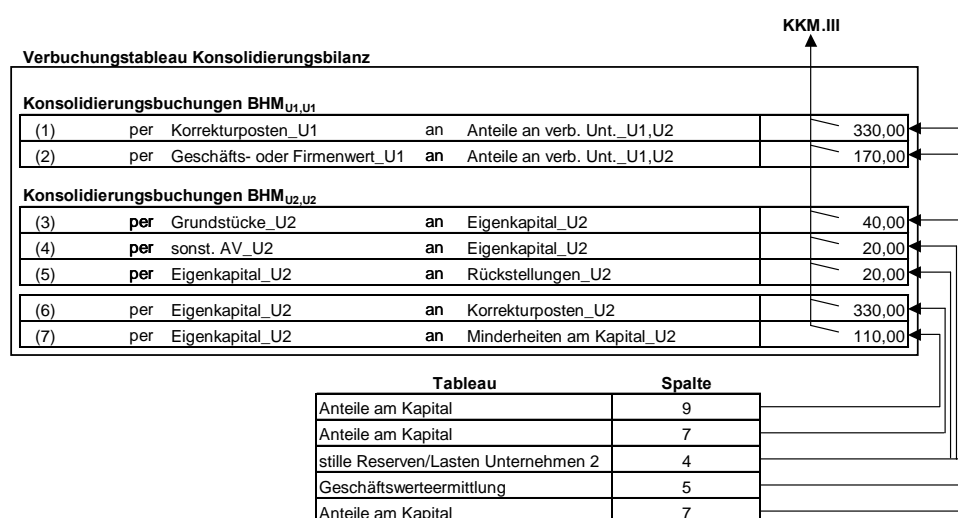 KKM.III
Verbuchungstableau Konsolidierungsbilanz
Konsolidierungsbuchungen BHM U1,U1
(1) per Korrekturposten_U1 an Anteile an verb. Unt._U1,U2 330,00
(2) per Geschäfts- oder Firmenwert_U1 an Anteile an verb. Unt._U1,U2 170,00
Konsolidierungsbuchungen BHM U2,U2
(3) per Grundstücke_U2 an Eigenkapital_U2 40,00
(4) per sonst. AV_U2 an Eigenkapital_U2 20,00
(5) per Eigenkapital_U2 an Rückstellungen_U2 20,00
(6) per Eigenkapital_U2 an Korrekturposten_U2 330,00
(7) per Eigenkapital_U2 an Minderheiten am Kapital_U2 110,00
Tableau Spalte
Anteile am Kapital 9
Anteile am Kapital 7
stille Reserven/Lasten Unternehmen 2 4
Geschäftswerteermittlung 5
Anteile am Kapital 7